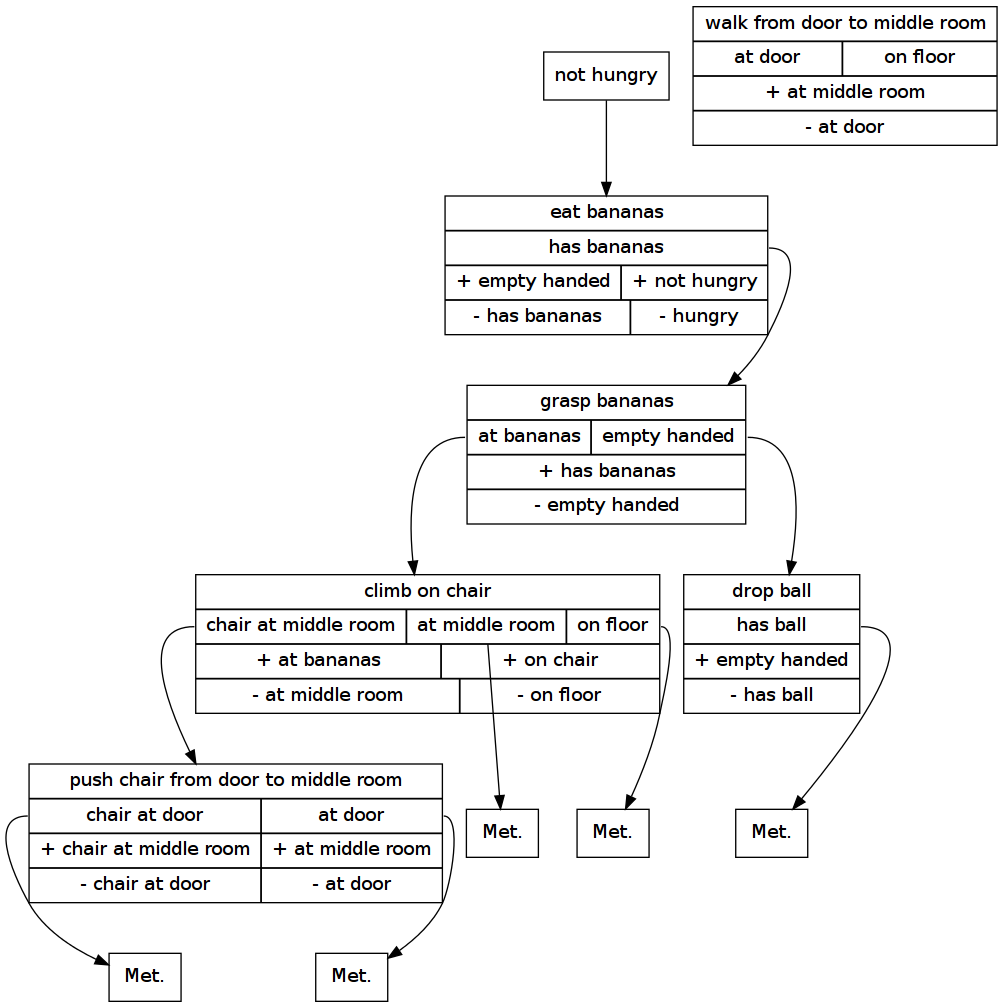 walk from door to middle room
at door on floor
+ at middle room
- at door
not hungry
eat bananas
has bananas
+ empty handed + not hungry
- has bananas - hungry
grasp bananas
at bananas empty handed
+ has bananas
- empty handed
climb on chair
chair at middle room at middle room on floor
+ at bananas + on chair
- at middle room - on floor
drop ball
has ball
+ empty handed
- has ball
push chair from door to middle room
chair at door at door
+ chair at middle room + at middle room
- chair at door - at door
Met.
Met.
Met.
Met.
Met.